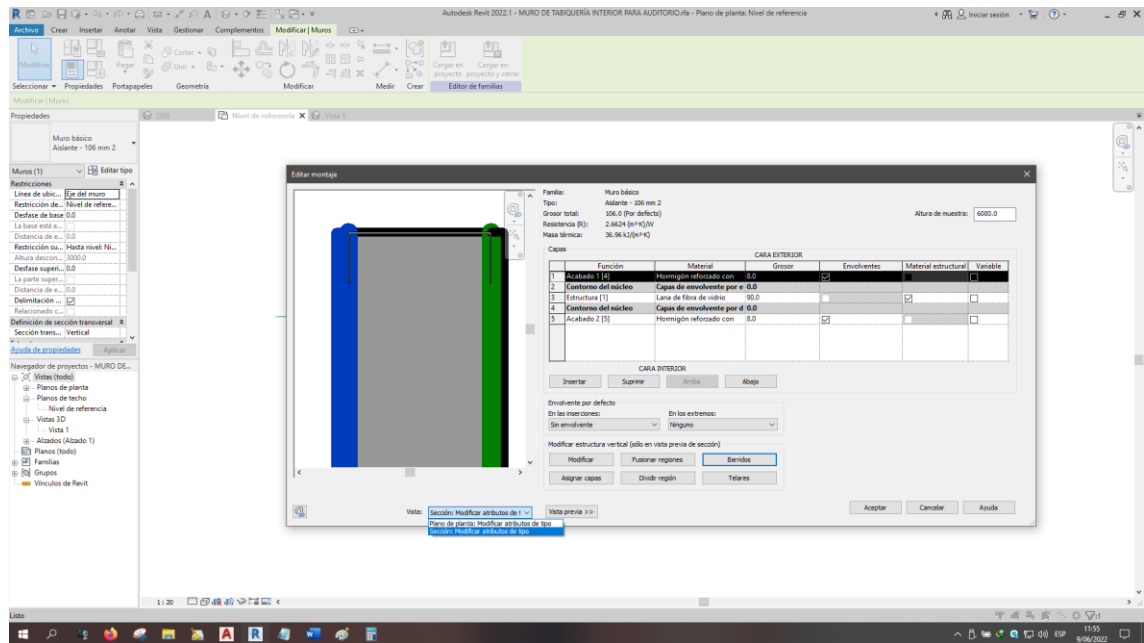 Autodesk Revit 2022.1 - MURO DE TABIQUERÍA INTERIOR PARA AUDITORIO.rfa - Plano de planta: Nivel de referencia
Iniciar sesión
Archivo Crear Insertar Anotar Vista Gestionar Complementos Modificar | Muros
Modificar
Pegar
Cortar
Unir
Cargar en proyecto
Cargar en proyecto y cerrar
Seleccionar Propiedades Portapapeles Geometría Modificar Medir Crear Editor de familias
Modificar | Muros
Propiedades
{3D}
Nivel de referencia
Vista 1
Muro básico
Aislante - 106 mm 2
Muros (1) Editar tipo
Restricciones
Línea de ubic... Eje del muro
Restricción de... Nivel de refere...
Desfase de base 0.0
La base está e...
Distancia de e... 0.0
Restricción su... Hasta nivel: Ni...
Altura descon... 3000.0
Desfase superi... 0.0
La parte super...
Distancia de e... 0.0
Delimitación ...
Relacionado c...
Definición de sección transversal
Sección trans... Vertical
Ayuda de propiedades Aplicar
Navegador de proyectos - MURO DE...
Vistas (todo)
Planos de planta
Planos de techo
Nivel de referencia
Vistas 3D
Vista 1
Alzados (Alzado 1)
Planos (todo)
Familias
Grupos
Vínculos de Revit
Editar montaje
Familia: Muro básico
Tipo: Aislante - 106 mm 2
Grosor total: 106.0 (Por defecto)
Resistencia (R): 2.6624 (m²·K)/W
Masa térmica: 36.96 kJ/(m²·K)
Altura de muestra: 6000.0
Capas
CARA EXTERIOR
Función Material Grosor Envolventes Material estructural Variable
1 Acabado 1 [4] Hormigón reforzado con 8.0
2 Contorno del núcleo Capas de envolvente por e 0.0
3 Estructura [1] Lana de fibra de vidrio 90.0
4 Contorno del núcleo Capas de envolvente por d 0.0
5 Acabado 2 [5] Hormigón reforzado con 8.0
CARA INTERIOR
Insertar Suprimir Arriba Abajo
Envolvente por defecto
En las inserciones: En los extremos:
Sin envolvente Ninguno
Modificar estructura vertical (sólo en vista previa de sección)
Modificar Fusionar regiones Barridos
Asignar capas Dividir región Telares
Vista: Sección: Modificar atributos de t Vista previa >>
Plano de planta: Modificar atributos de tipo
Sección: Modificar atributos de tipo
Aceptar Cancelar Ayuda
1 : 20
Listo
:1
ESP
11:55
9/06/2022